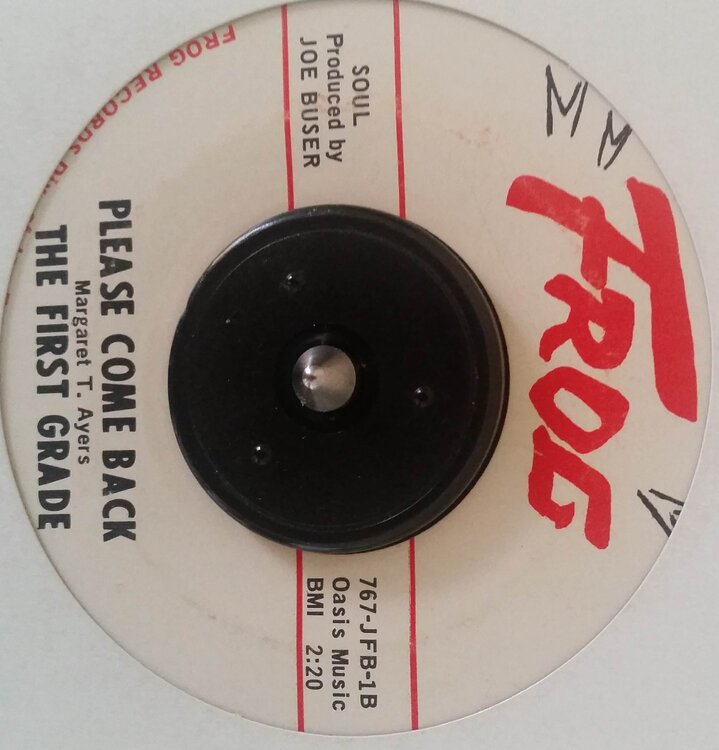 FROG
SOUL
Produced by
JOE BUSER
767-JFB-1B
Oasis Music
BMI 2:20
PLEASE COME BACK
Margaret T. Ayers
THE FIRST GRADE
FROG RECORDS